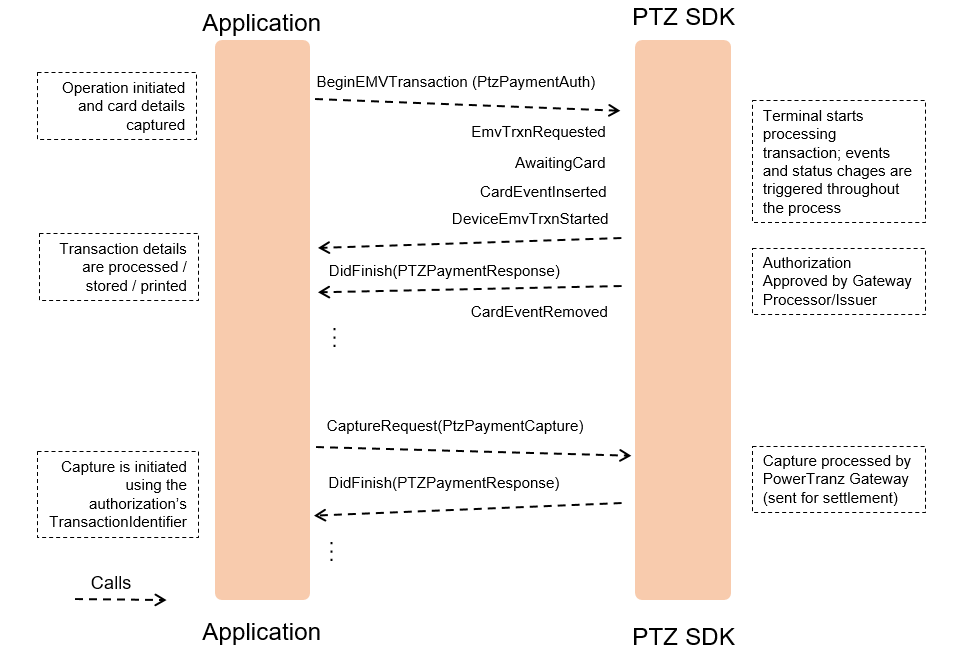 Application
PTZ SDK
Operation initiated
and card details
captured
BeginEMVTransaction (PtzPaymentAuth)
EmvTrxnRequested
AwaitingCard
CardEventInserted
DeviceEmvTrxnStarted
Terminal starts
processing
transaction; events
and status chages are
triggered throughout
the process
Transaction details
are processed /
stored / printed
DidFinish(PTZPaymentResponse)
CardEventRemoved
Authorization
Approved by Gateway
Processor/Issuer
CaptureRequest(PtzPaymentCapture)
DidFinish(PTZPaymentResponse)
Capture is initiated
using the
authorization’s
TransactionIdentifier
Capture processed by
PowerTranz Gateway
(sent for settlement)
Calls
Application
PTZ SDK